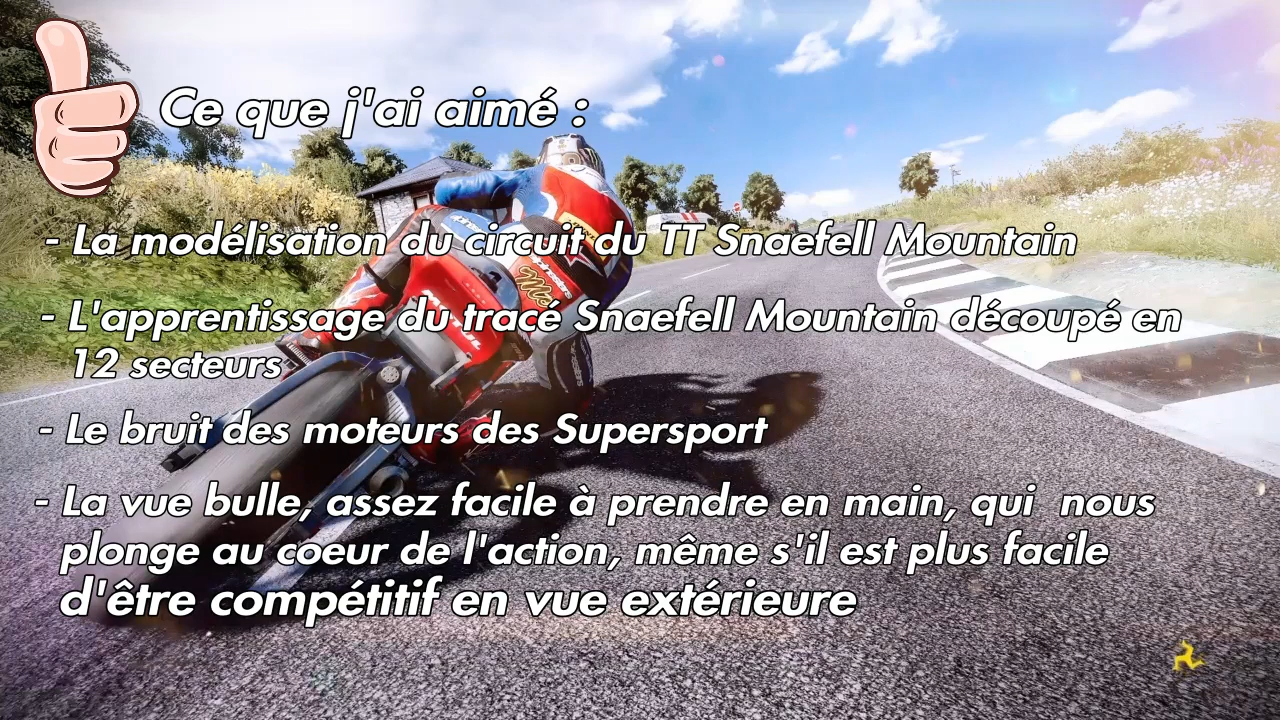 Ce que j'ai aimé :
- La modélisation du circuit du TT Snaefell Mountain
- L'apprentissage du tracé Snaefell Mountain découpé en
12 secteurs
- Le bruit des moteurs des Supersport
- La vue bulle, assez facile à prendre en main, qui  nous
plonge au coeur de l'action, même s'il est plus facile
d'être compétitif en vue extérieure
MOTUL